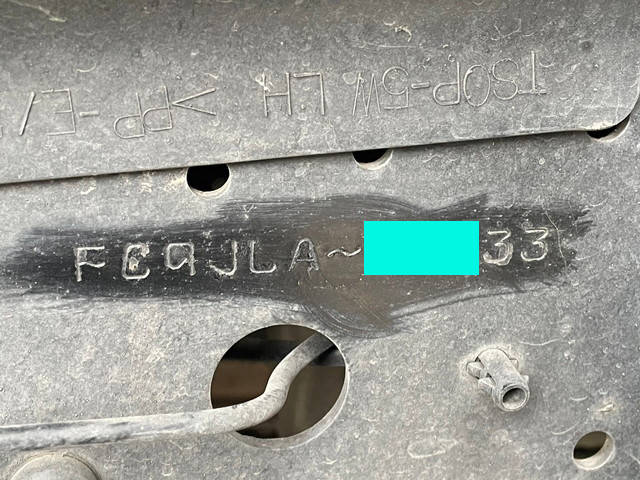 TSOP-5W LH >PP-E/
FC9JLA~ 33